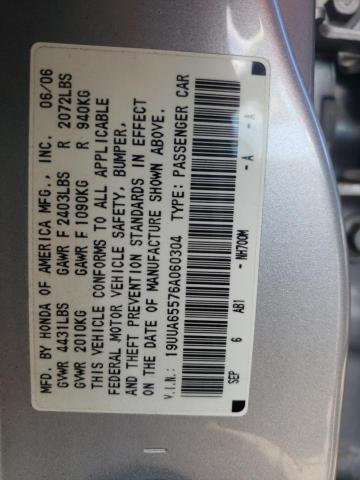 MFD. BY HONDA OF AMERICA MFG., INC. 06/06
GVWR 4431LBS GAWR F 2403LBS R 2072LBS
GVWR 2010KG GAWR F 1090KG R 940KG
THIS VEHICLE CONFORMS TO ALL APPLICABLE
FEDERAL MOTOR VEHICLE SAFETY, BUMPER,
AND THEFT PREVENTION STANDARDS IN EFFECT
ON THE DATE OF MANUFACTURE SHOWN ABOVE.
V.I.N.: 19UUA65576A060304 TYPE: PASSENGER CAR
SEP 6 AB1 - NH700M - A - A